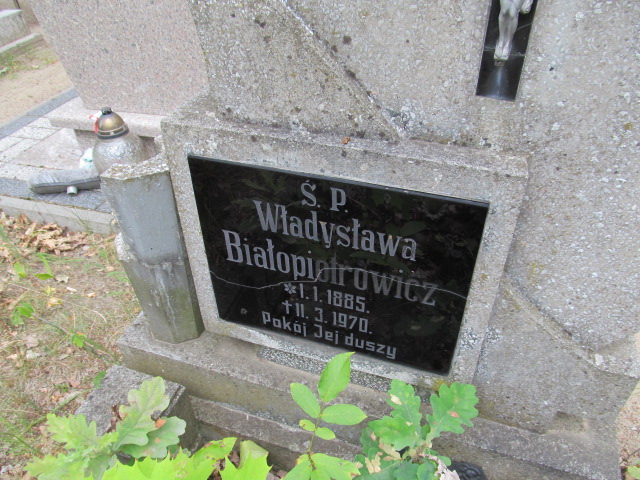 Ś. P.
Władysława
Białopiotrowicz
* 1. 1. 1885.
† 11. 3. 1970.
Pokój Jej duszy